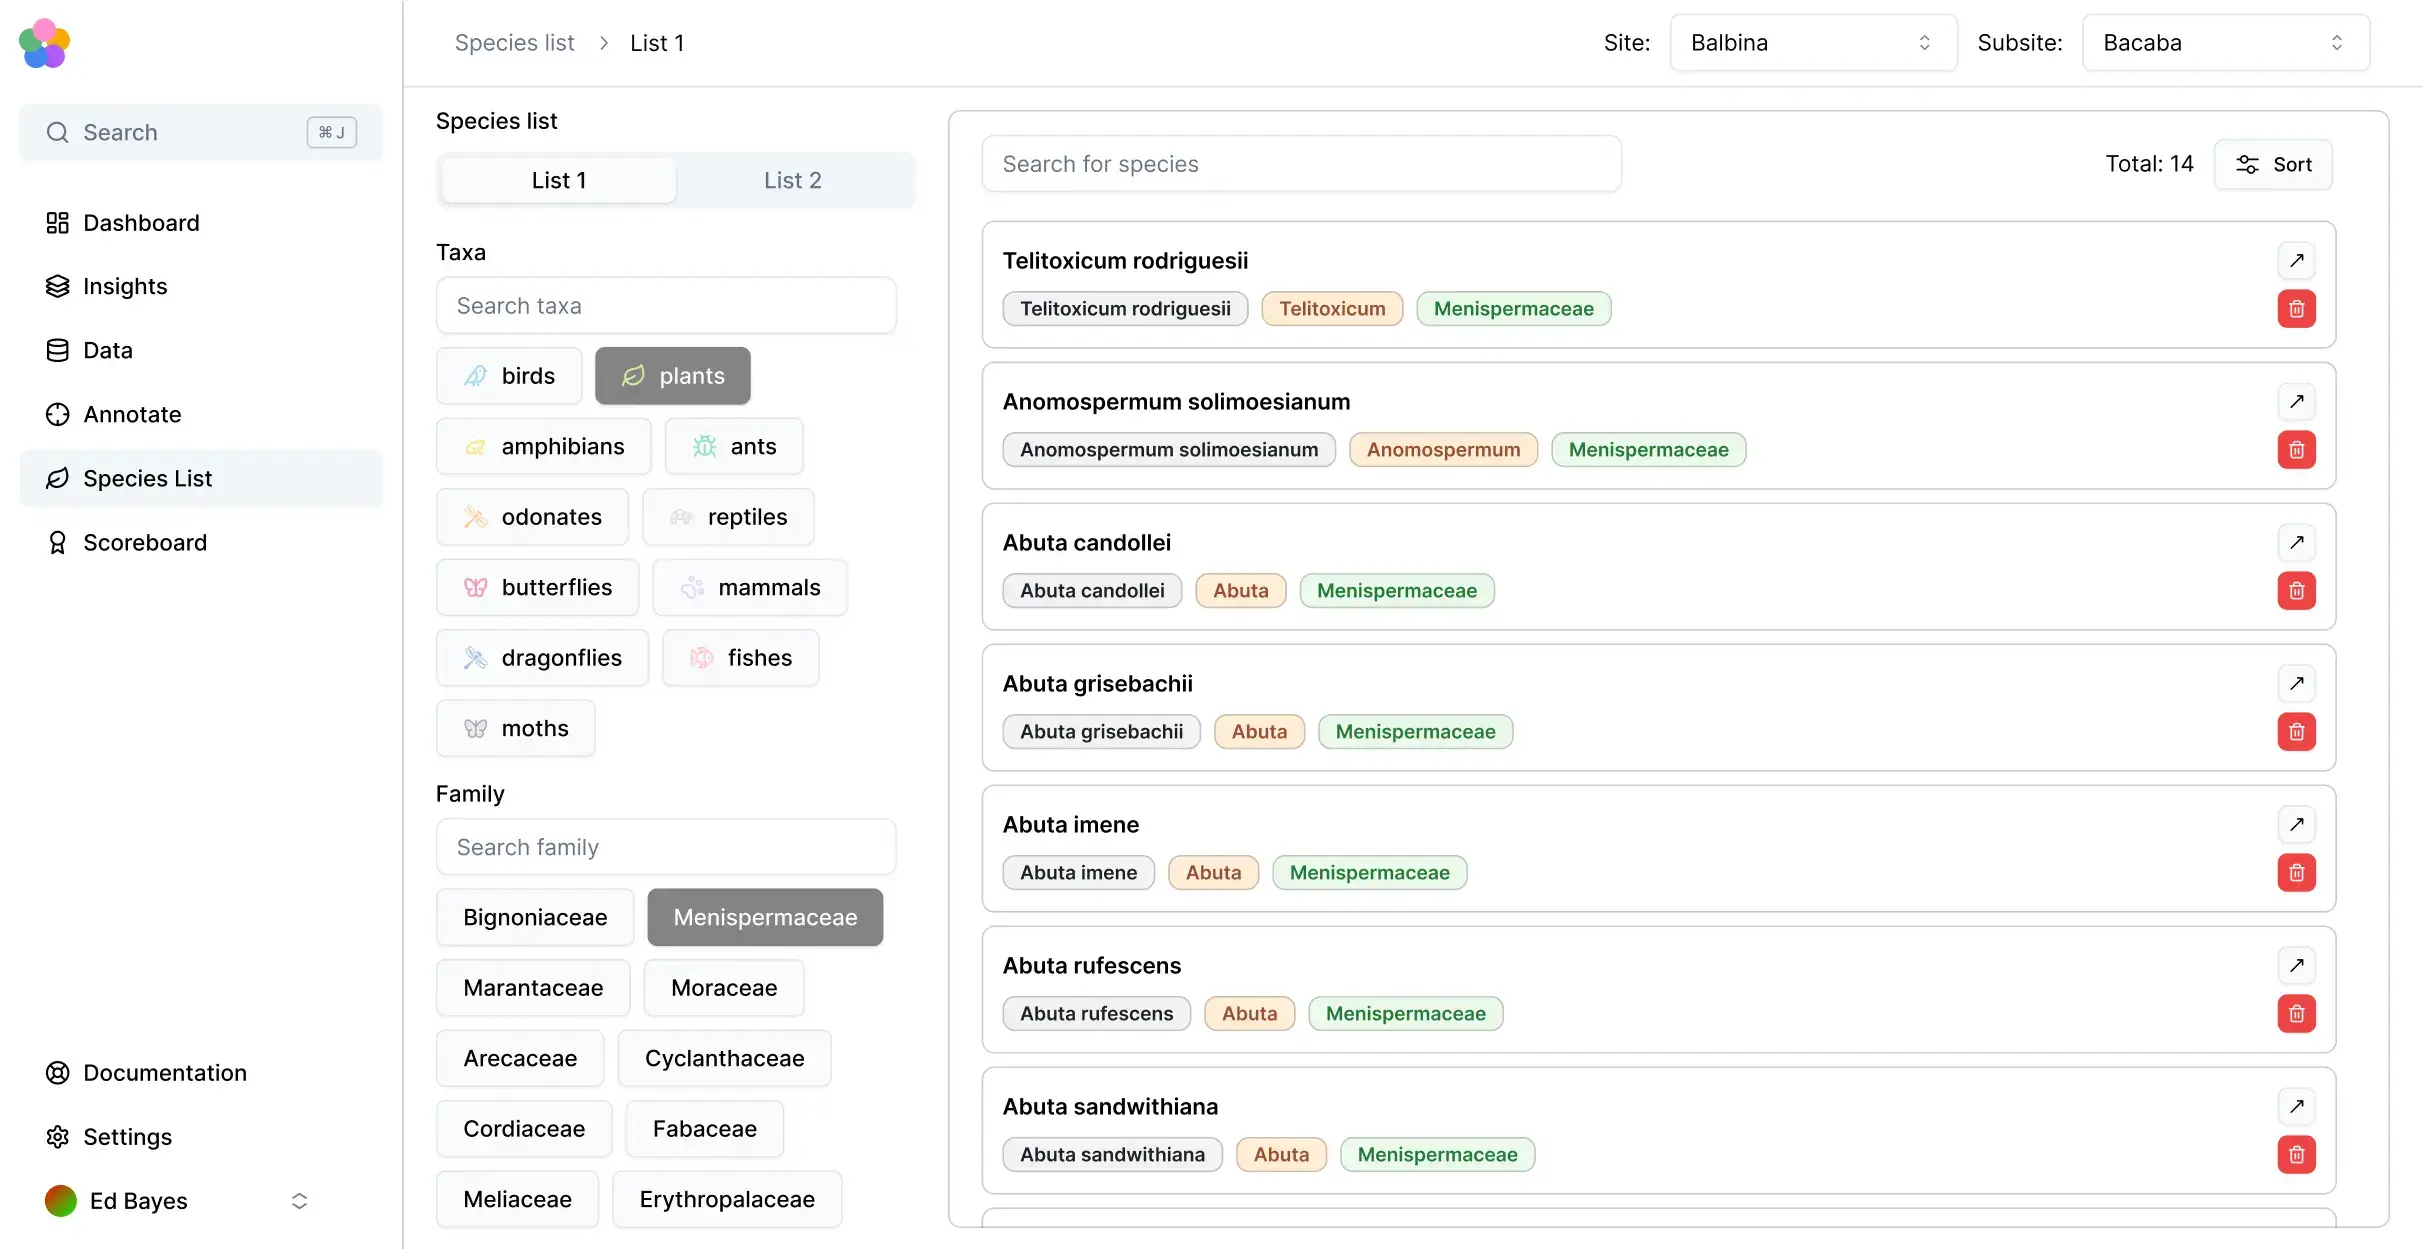 Species list > List 1
Site: Balbina Subsite: Bacaba
Search ⌘ J
Dashboard
Insights
Data
Annotate
Species List
Scoreboard
Documentation
Settings
Ed Bayes
Species list
List 1 List 2
Taxa
Search taxa
birds plants
amphibians ants
odonates reptiles
butterflies mammals
dragonflies fishes
moths
Family
Search family
Bignoniaceae Menispermaceae
Marantaceae Moraceae
Arecaceae Cyclanthaceae
Cordiaceae Fabaceae
Meliaceae Erythropalaceae
Search for species Total: 14 Sort
Telitoxicum rodriguesii
Telitoxicum rodriguesii Telitoxicum Menispermaceae
Anomospermum solimoesianum
Anomospermum solimoesianum Anomospermum Menispermaceae
Abuta candollei
Abuta candollei Abuta Menispermaceae
Abuta grisebachii
Abuta grisebachii Abuta Menispermaceae
Abuta imene
Abuta imene Abuta Menispermaceae
Abuta rufescens
Abuta rufescens Abuta Menispermaceae
Abuta sandwithiana
Abuta sandwithiana Abuta Menispermaceae